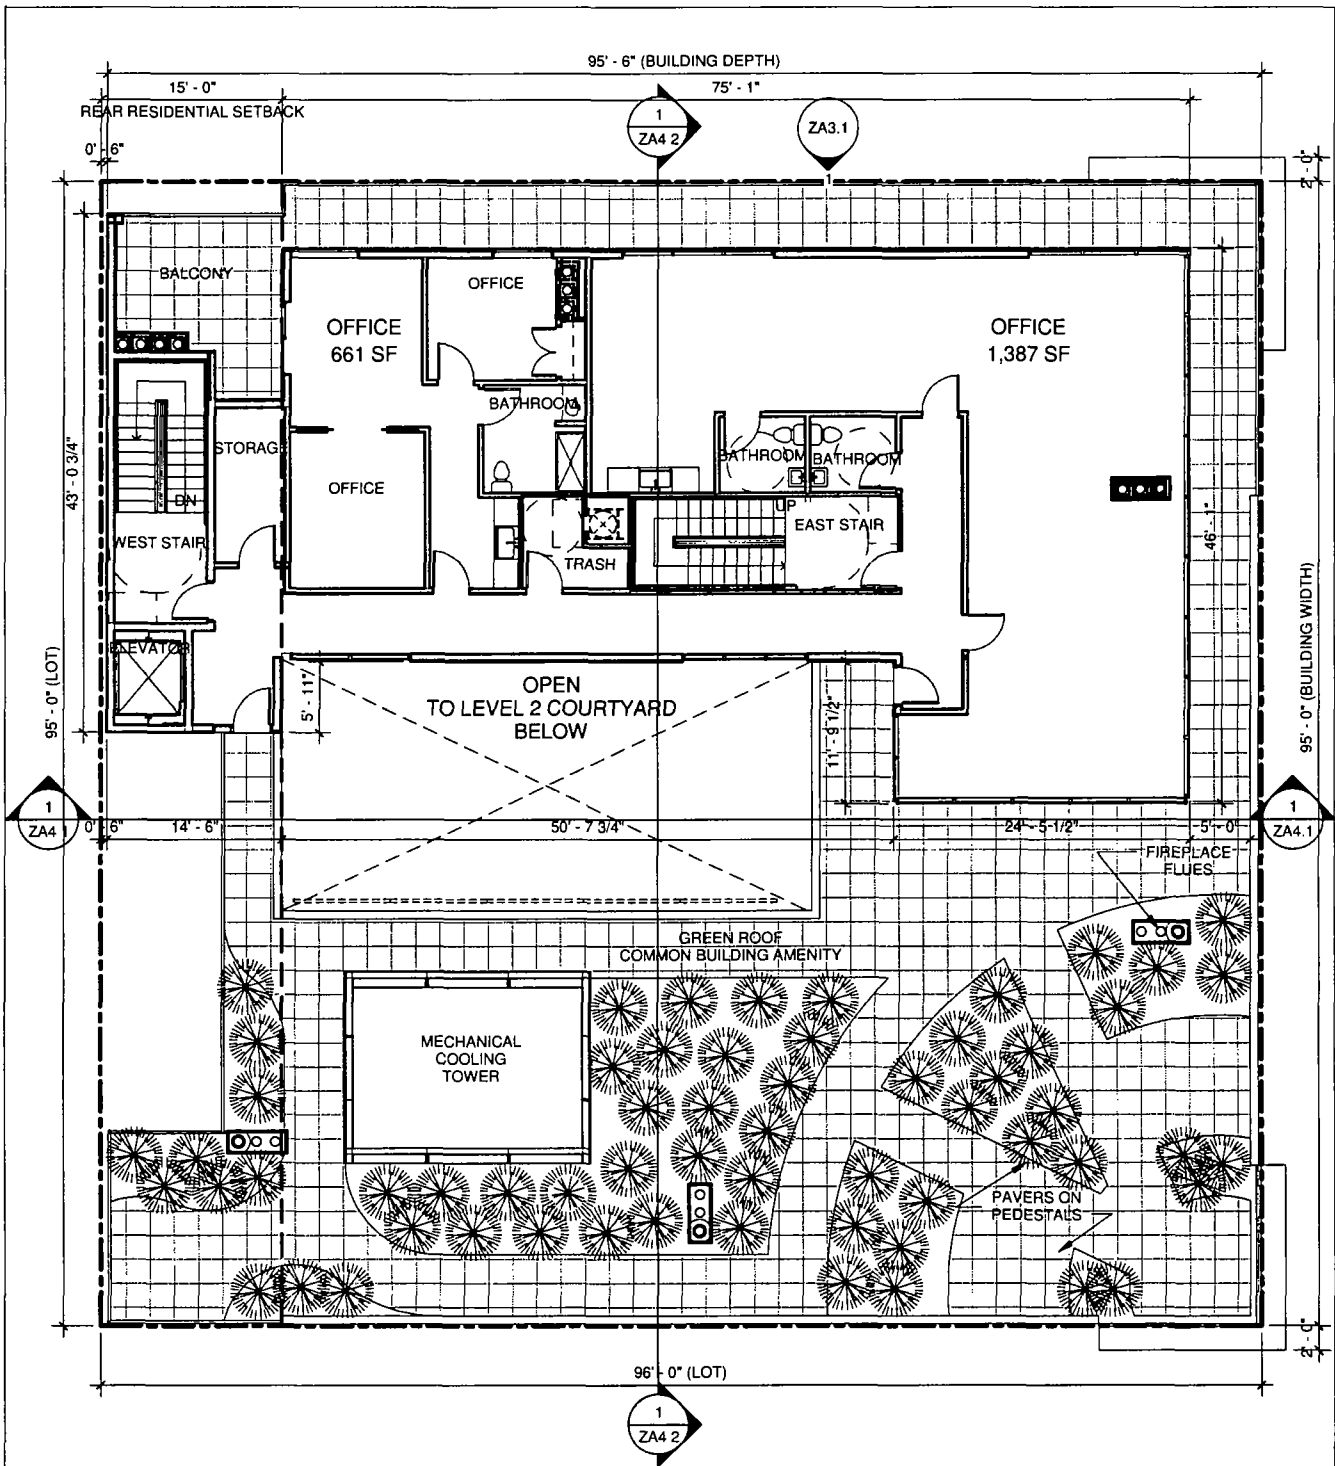 95' - 6" (BUILDING DEPTH)
15' - 0"
75' - 1"
REAR RESIDENTIAL SETBACK
1
ZA4 2
ZA3.1
1
0' - 6"
2' - 0"
BALCONY
OFFICE
OFFICE
661 SF
OFFICE
1,387 SF
BATHROOM
STORAG
OFFICE
BATHROOM
BATHROOM
43' - 0 3/4"
DN
UP
EAST STAIR
WEST STAIR
TRASH
46' - 1"
ELEVATOR
95' - 0" (LOT)
95' - 0" (BUILDING WIDTH)
5' - 11"
OPEN
TO LEVEL 2 COURTYARD
BELOW
11' - 9 1/2"
1
ZA4 1
0' - 6"
14' - 6"
50' - 7 3/4"
24' - 5 1/2"
5' - 0"
1
ZA4.1
FIREPLACE
FLUES
GREEN ROOF
COMMON BUILDING AMENITY
MECHANICAL
COOLING
TOWER
PAVERS ON
PEDESTALS
2' - 0"
96' - 0" (LOT)
1
ZA4 2